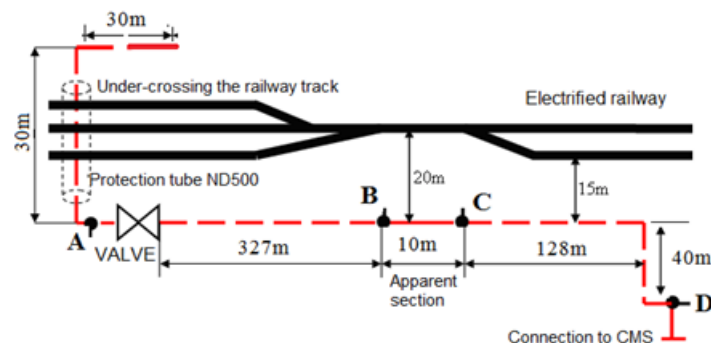 30m
Under-crossing the railway track
Electrified railway
30m
20m
15m
Protection tube ND500
A
VALVE
B
C
327m
10m
128m
40m
Apparent
section
D
Connection to CMS